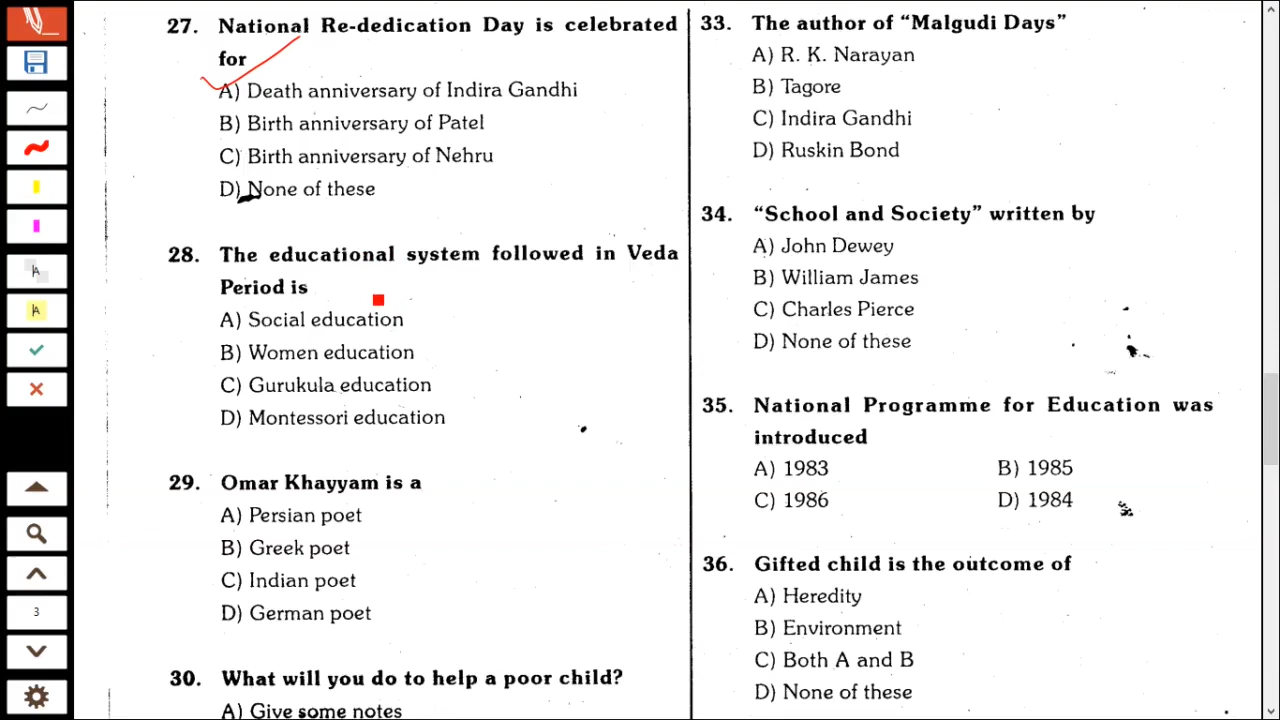 27. National Re-dedication Day is celebrated
for
A) Death anniversary of Indira Gandhi
B) Birth anniversary of Patel
C) Birth anniversary of Nehru
D) None of these
28. The educational system followed in Veda
Period is
A) Social education
B) Women education
C) Gurukula education
D) Montessori education
29. Omar Khayyam is a
A) Persian poet
B) Greek poet
C) Indian poet
D) German poet
30. What will you do to help a poor child?
A) Give some notes
33. The author of "Malgudi Days"
A) R. K. Narayan
B) Tagore
C) Indira Gandhi
D) Ruskin Bond
34. "School and Society" written by
A) John Dewey
B) William James
C) Charles Pierce
D) None of these
35. National Programme for Education was
introduced
A) 1983 B) 1985
C) 1986 D) 1984
36. Gifted child is the outcome of
A) Heredity
B) Environment
C) Both A and B
D) None of these
A
A
3